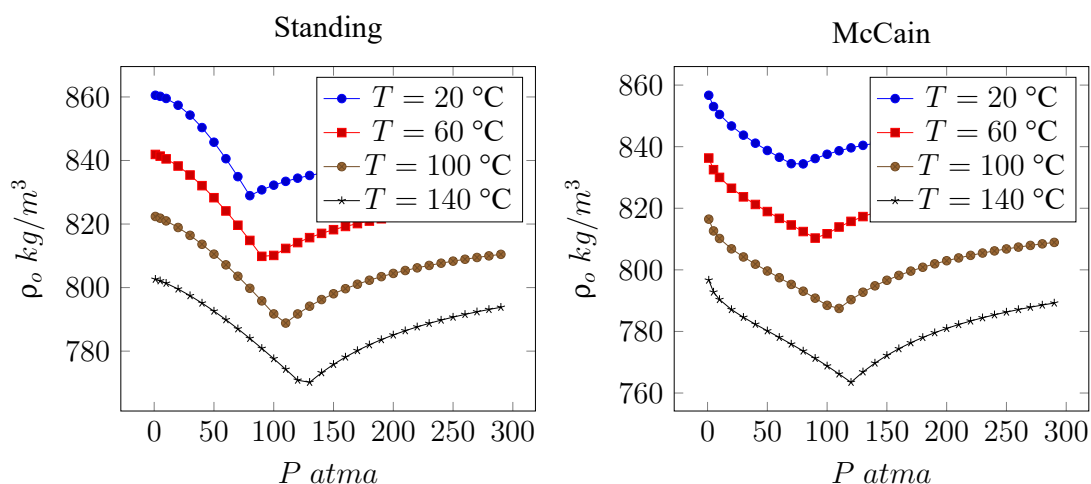 Standing
860
840
820
800
780
0 50 100 150 200 250 300
ρₒ kg/m³
P atma
T = 20 °C
T = 60 °C
T = 100 °C
T = 140 °C
McCain
860
840
820
800
780
760
0 50 100 150 200 250 300
ρₒ kg/m³
P atma
T = 20 °C
T = 60 °C
T = 100 °C
T = 140 °C